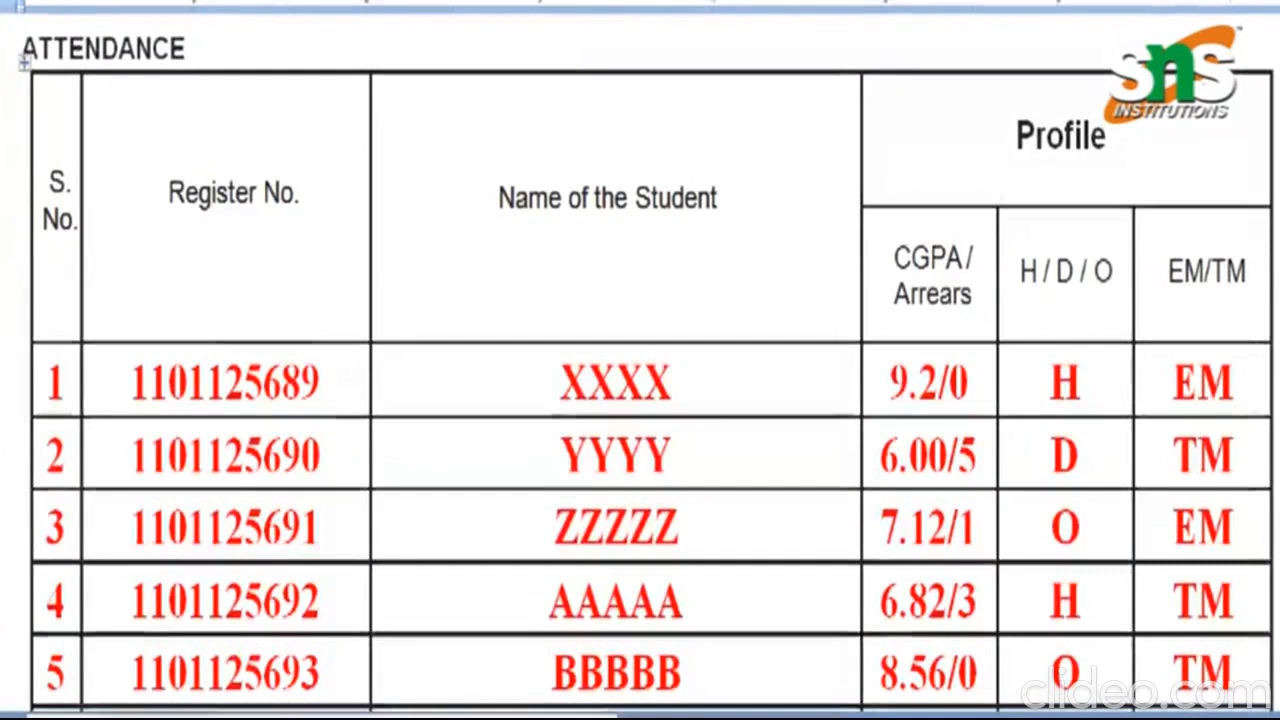 ATTENDANCE
SNS
INSTITUTIONS
S. No.
Register No.
Name of the Student
Profile
CGPA / Arrears
H / D / O
EM/TM
1 1101125689 XXXX 9.2/0 H EM
2 1101125690 YYYY 6.00/5 D TM
3 1101125691 ZZZZZ 7.12/1 O EM
4 1101125692 AAAAA 6.82/3 H TM
5 1101125693 BBBBB 8.56/0 O TM
clideo.com